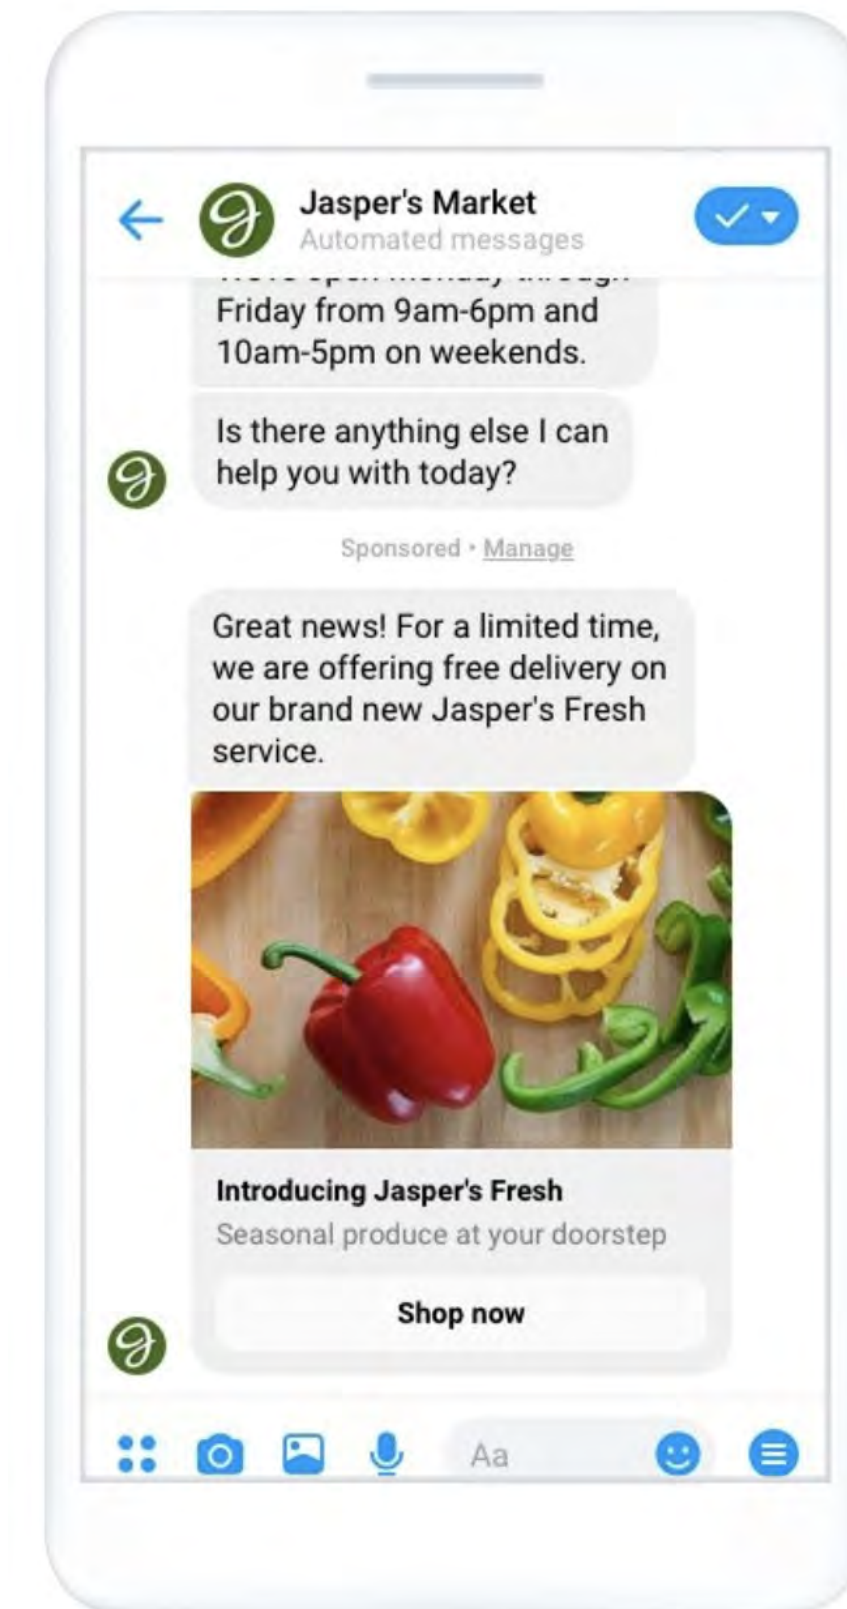 Jasper's Market
Automated messages
Friday from 9am-6pm and
10am-5pm on weekends.
Is there anything else I can
help you with today?
Sponsored • Manage
Great news! For a limited time,
we are offering free delivery on
our brand new Jasper's Fresh
service.
Introducing Jasper's Fresh
Seasonal produce at your doorstep
Shop now
Aa